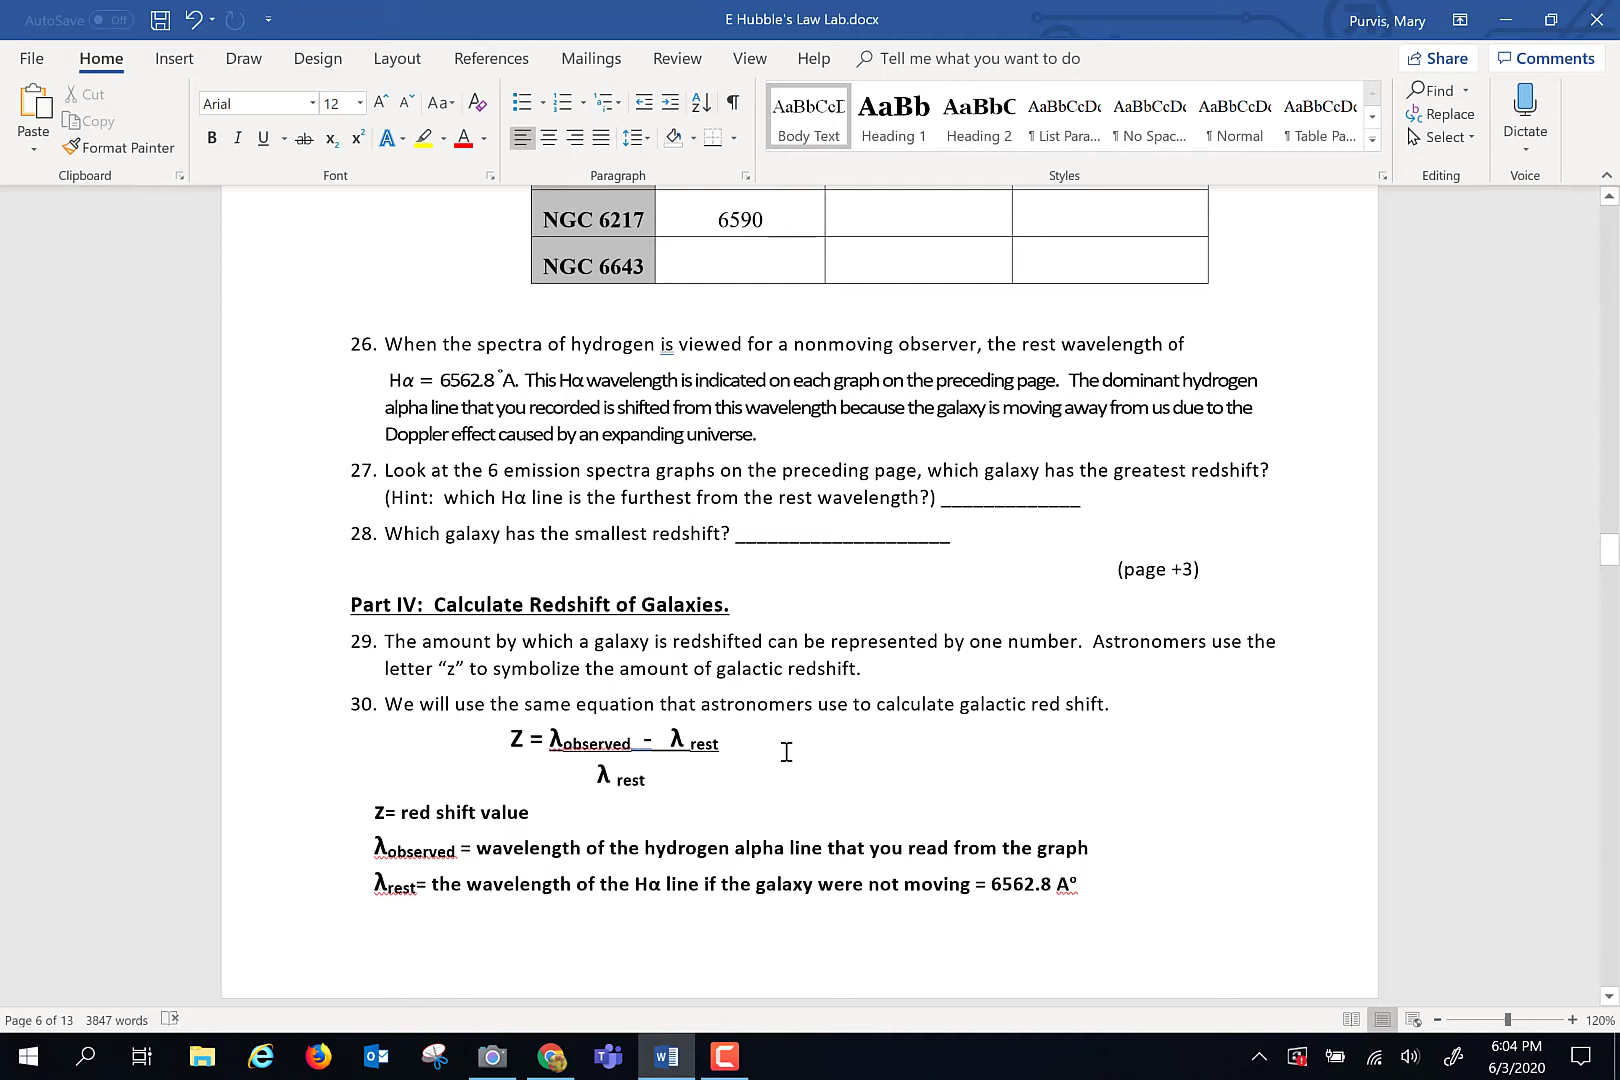 AutoSave Off
E Hubble's Law Lab.docx
Purvis, Mary
File Home Insert Draw Design Layout References Mailings Review View Help Tell me what you want to do
Share Comments
Paste
Cut
Copy
Format Painter
Clipboard
Arial 12
Font
Paragraph
AaBbCcD AaBb AaBbC AaBbCcDc AaBbCcDc AaBbCcDc AaBbCcDc
Body Text Heading 1 Heading 2 ¶ List Para... ¶ No Spac... ¶ Normal ¶ Table Pa...
Styles
Find
Replace
Select
Editing
Dictate
Voice
NGC 6217 6590
NGC 6643
26. When the spectra of hydrogen is viewed for a nonmoving observer, the rest wavelength of
Hα = 6562.8 °A. This Hα wavelength is indicated on each graph on the preceding page. The dominant hydrogen
alpha line that you recorded is shifted from this wavelength because the galaxy is moving away from us due to the
Doppler effect caused by an expanding universe.
27. Look at the 6 emission spectra graphs on the preceding page, which galaxy has the greatest redshift?
(Hint: which Hα line is the furthest from the rest wavelength?) _____________
28. Which galaxy has the smallest redshift? ____________________
(page +3)
Part IV: Calculate Redshift of Galaxies.
29. The amount by which a galaxy is redshifted can be represented by one number. Astronomers use the
letter “z” to symbolize the amount of galactic redshift.
30. We will use the same equation that astronomers use to calculate galactic red shift.
Z = λobserved - λ rest
λ rest
Z= red shift value
λobserved = wavelength of the hydrogen alpha line that you read from the graph
λrest= the wavelength of the Hα line if the galaxy were not moving = 6562.8 A°
Page 6 of 13 3847 words
120%
6:04 PM
6/3/2020